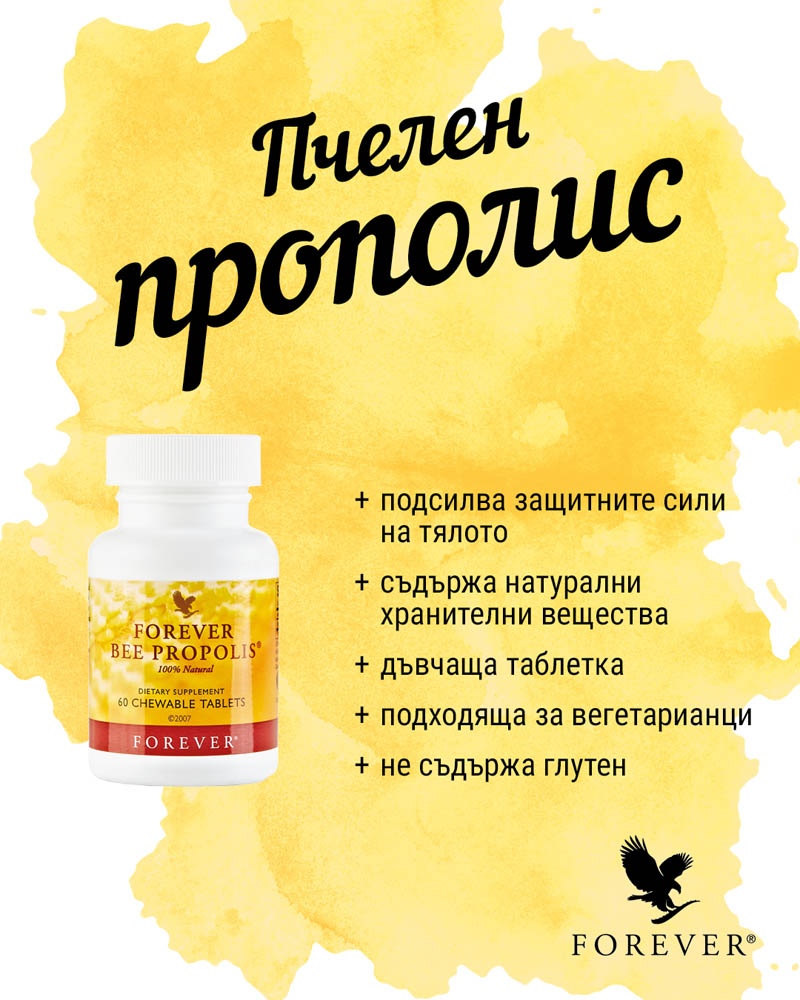 Пчелен
прополис
+ подсилва защитните сили
на тялото
+ съдържа натурални
хранителни вещества
+ дъвчаща таблетка
+ подходяща за вегетарианци
+ не съдържа глутен
FOREVER
BEE PROPOLIS®
100% Natural
DIETARY SUPPLEMENT
60 CHEWABLE TABLETS
©2007
FOREVER®
FOREVER®